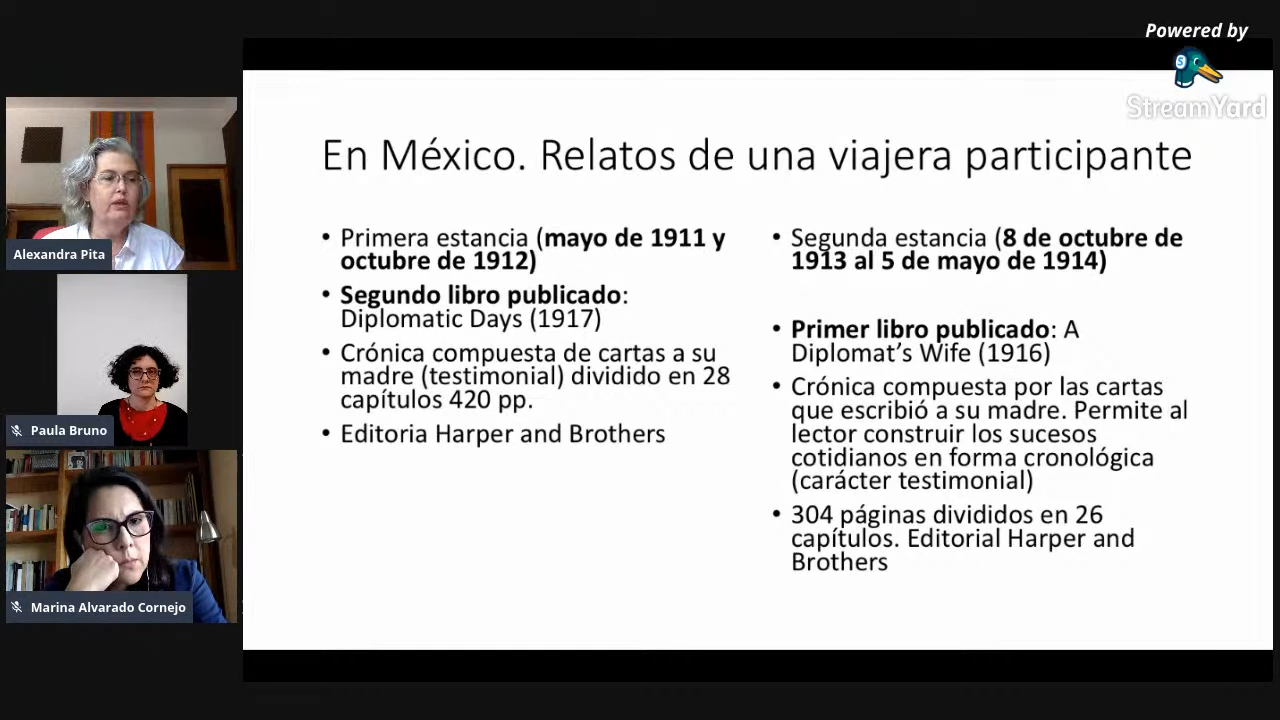 Powered by
StreamYard
En México. Relatos de una viajera participante
• Primera estancia (mayo de 1911 y
octubre de 1912)
• Segundo libro publicado:
Diplomatic Days (1917)
• Crónica compuesta de cartas a su
madre (testimonial) dividido en 28
capítulos 420 pp.
• Editoria Harper and Brothers
• Segunda estancia (8 de octubre de
1913 al 5 de mayo de 1914)
• Primer libro publicado: A
Diplomat’s Wife (1916)
• Crónica compuesta por las cartas
que escribió a su madre. Permite al
lector construir los sucesos
cotidianos en forma cronológica
(carácter testimonial)
• 304 páginas divididos en 26
capítulos. Editorial Harper and
Brothers
Alexandra Pita
Paula Bruno
Marina Alvarado Cornejo